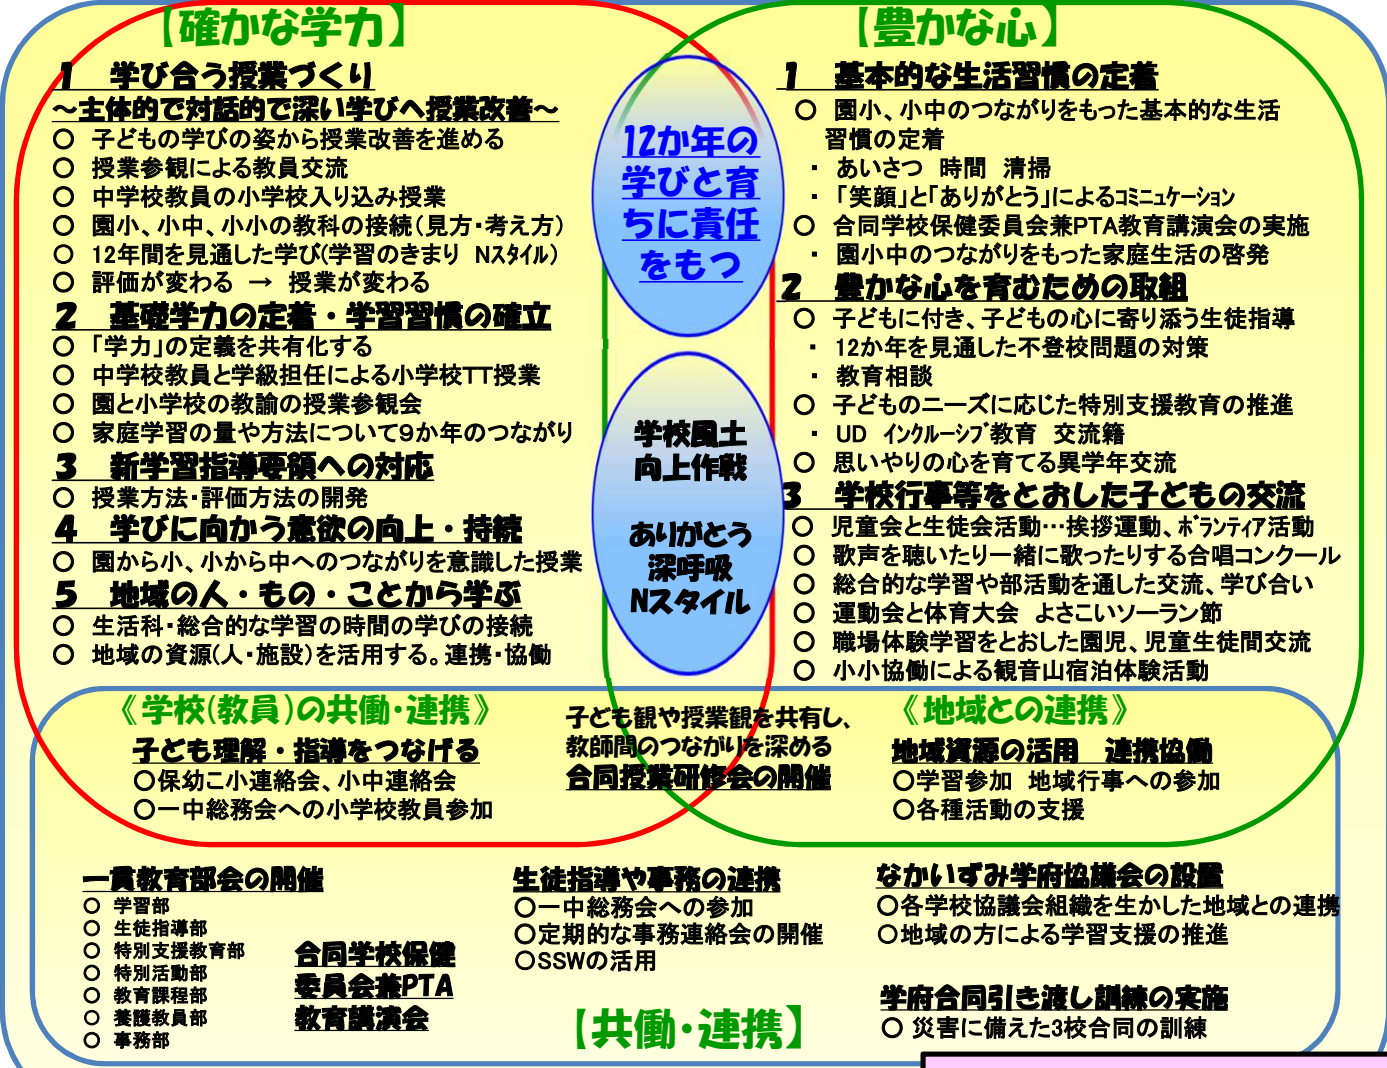 【確かな学力】
1 学び合う授業づくり
～主体的で対話的で深い学びへ授業改善～
○ 子どもの学びの姿から授業改善を進める
○ 授業参観による教員交流
○ 中学校教員の小学校入り込み授業
○ 園小、小中、小小の教科の接続（見方・考え方）
○ 12年間を見通した学び(学習のきまり Nスタイル)
○ 評価が変わる → 授業が変わる
2 基礎学力の定着・学習習慣の確立
○ 「学力」の定義を共有化する
○ 中学校教員と学級担任による小学校TT授業
○ 園と小学校の教諭の授業参観会
○ 家庭学習の量や方法について９か年のつながり
3 新学習指導要領への対応
○ 授業方法・評価方法の開発
4 学びに向かう意欲の向上・持続
○ 園から小、小から中へのつながりを意識した授業
5 地域の人・もの・ことから学ぶ
○ 生活科・総合的な学習の時間の学びの接続
○ 地域の資源(人・施設)を活用する。連携・協働
12か年の
学びと育
ちに責任
をもつ
学校風土
向上作戦
ありがとう
深呼吸
Nスタイル
【豊かな心】
1 基本的な生活習慣の定着
○ 園小、小中のつながりをもった基本的な生活
習慣の定着
・ あいさつ 時間 清掃
・ 「笑顔」と「ありがとう」によるｺﾐﾆｭｹｰｼｮﾝ
○ 合同学校保健委員会兼PTA教育講演会の実施
・ 園小中のつながりをもった家庭生活の啓発
2 豊かな心を育むための取組
○ 子どもに付き、子どもの心に寄り添う生徒指導
・ 12か年を見通した不登校問題の対策
・ 教育相談
○ 子どものニーズに応じた特別支援教育の推進
・ UD ｲﾝｸﾙｰｼﾌﾞ教育 交流籍
○ 思いやりの心を育てる異学年交流
3 学校行事等をとおした子どもの交流
○ 児童会と生徒会活動…挨拶運動、ﾎﾞﾗﾝﾃｨｱ活動
○ 歌声を聴いたり一緒に歌ったりする合唱コンクール
○ 総合的な学習や部活動を通した交流、学び合い
○ 運動会と体育大会 よさこいソーラン節
○ 職場体験学習をとおした園児、児童生徒間交流
○ 小小協働による観音山宿泊体験活動
《学校(教員)の共働・連携》
子ども理解・指導をつなげる
○保幼こ小連絡会、小中連絡会
○一中総務会への小学校教員参加
子ども観や授業観を共有し、
教師間のつながりを深める
合同授業研修会の開催
《地域との連携》
地域資源の活用 連携協働
○学習参加 地域行事への参加
○各種活動の支援
一貫教育部会の開催
○ 学習部
○ 生徒指導部
○ 特別支援教育部
○ 特別活動部
○ 教育課程部
○ 養護教員部
○ 事務部
合同学校保健
委員会兼PTA
教育講演会
生徒指導や事務の連携
○一中総務会への参加
○定期的な事務連絡会の開催
○SSWの活用
【共働・連携】
なかいずみ学府協議会の設置
○各学校協議会組織を生かした地域との連携
○地域の方による学習支援の推進
学府合同引き渡し訓練の実施
○ 災害に備えた3校合同の訓練